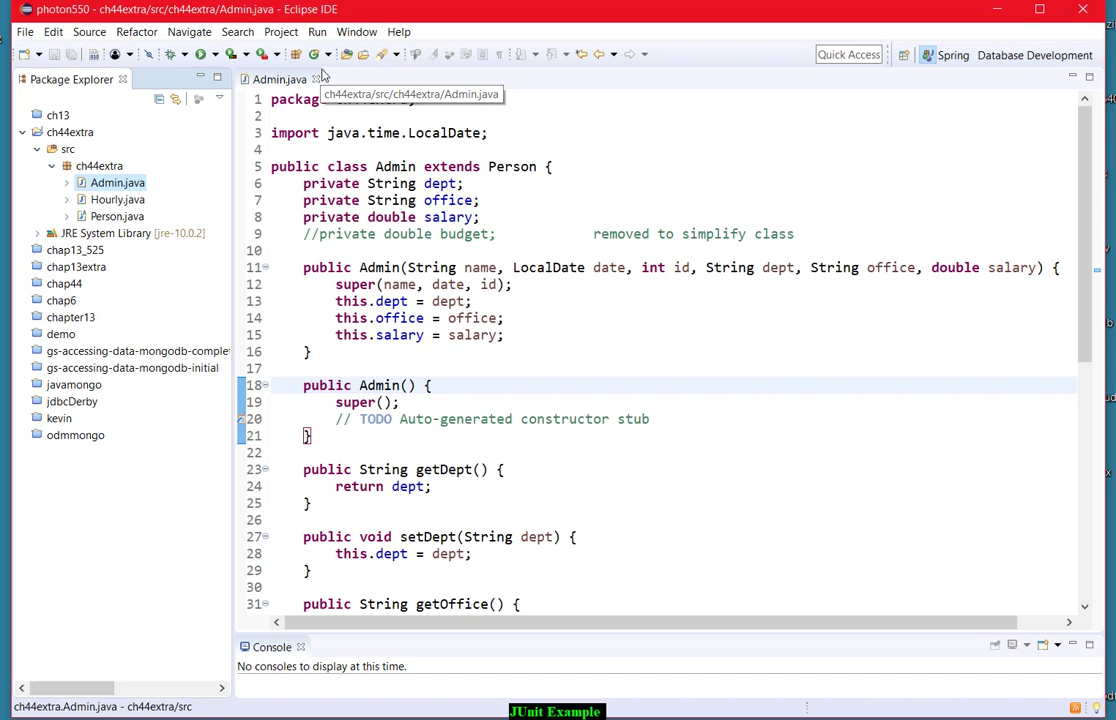 photon550 - ch44extra/src/ch44extra/Admin.java - Eclipse IDE
File Edit Source Refactor Navigate Search Project Run Window Help
Quick Access Spring Database Development
Package Explorer
Admin.java
ch44extra/src/ch44extra/Admin.java
ch13
ch44extra
src
ch44extra
Admin.java
Hourly.java
Person.java
JRE System Library [jre-10.0.2]
chap13_525
chap13extra
chap44
chap6
chapter13
demo
gs-accessing-data-mongodb-comple
gs-accessing-data-mongodb-initial
javamongo
jdbcDerby
kevin
odmmongo
1 packag
2
3 import java.time.LocalDate;
4
5 public class Admin extends Person {
6 private String dept;
7 private String office;
8 private double salary;
9 //private double budget; removed to simplify class
10
11 public Admin(String name, LocalDate date, int id, String dept, String office, double salary) {
12 super(name, date, id);
13 this.dept = dept;
14 this.office = office;
15 this.salary = salary;
16 }
17
18 public Admin() {
19 super();
20 // TODO Auto-generated constructor stub
21 }
22
23 public String getDept() {
24 return dept;
25 }
26
27 public void setDept(String dept) {
28 this.dept = dept;
29 }
30
31 public String getOffice() {
Console
No consoles to display at this time.
ch44extra.Admin.java - ch44extra/src
JUnit Example